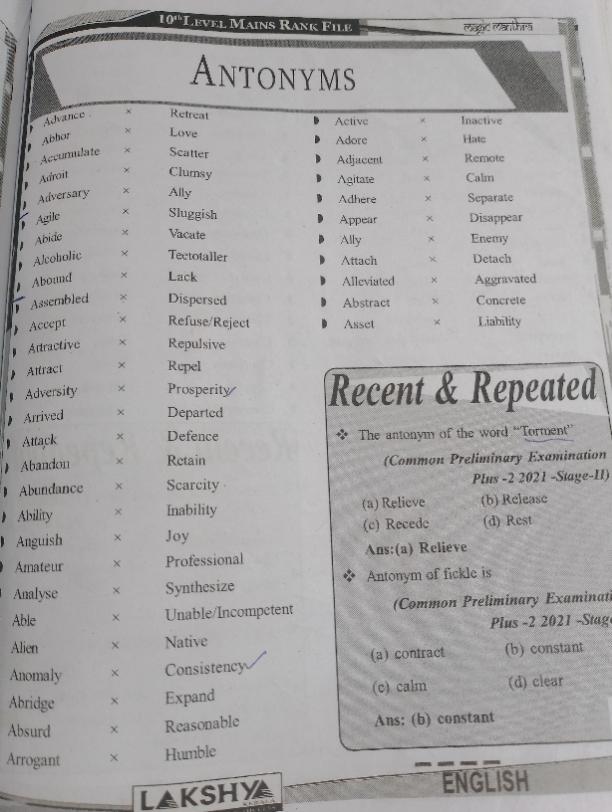 10th LEVEL MAINS RANK FILE
magic manthra
ANTONYMS
Advance × Retreat
Abhor × Love
Accumulate × Scatter
Adroit × Clumsy
Adversary × Ally
Agile × Sluggish
Abide × Vacate
Alcoholic × Teetotaller
Abound × Lack
Assembled × Dispersed
Accept × Refuse/Reject
Attractive × Repulsive
Attract × Repel
Adversity × Prosperity
Arrived × Departed
Attack × Defence
Abandon × Retain
Abundance × Scarcity
Ability × Inability
Anguish × Joy
Amateur × Professional
Analyse × Synthesize
Able × Unable/Incompetent
Alien × Native
Anomaly × Consistency
Abridge × Expand
Absurd × Reasonable
Arrogant × Humble
Active × Inactive
Adore × Hate
Adjacent × Remote
Agitate × Calm
Adhere × Separate
Appear × Disappear
Ally × Enemy
Attach × Detach
Alleviated × Aggravated
Abstract × Concrete
Asset × Liability
Recent & Repeated
❖ The antonym of the word "Torment"
(Common Preliminary Examination
Plus -2 2021 -Stage-II)
(a) Relieve (b) Release
(c) Recede (d) Rest
Ans:(a) Relieve
❖ Antonym of fickle is
(Common Preliminary Examinati
Plus -2 2021 -Stage
(a) contract (b) constant
(c) calm (d) clear
Ans: (b) constant
LAKSHYA
ENGLISH